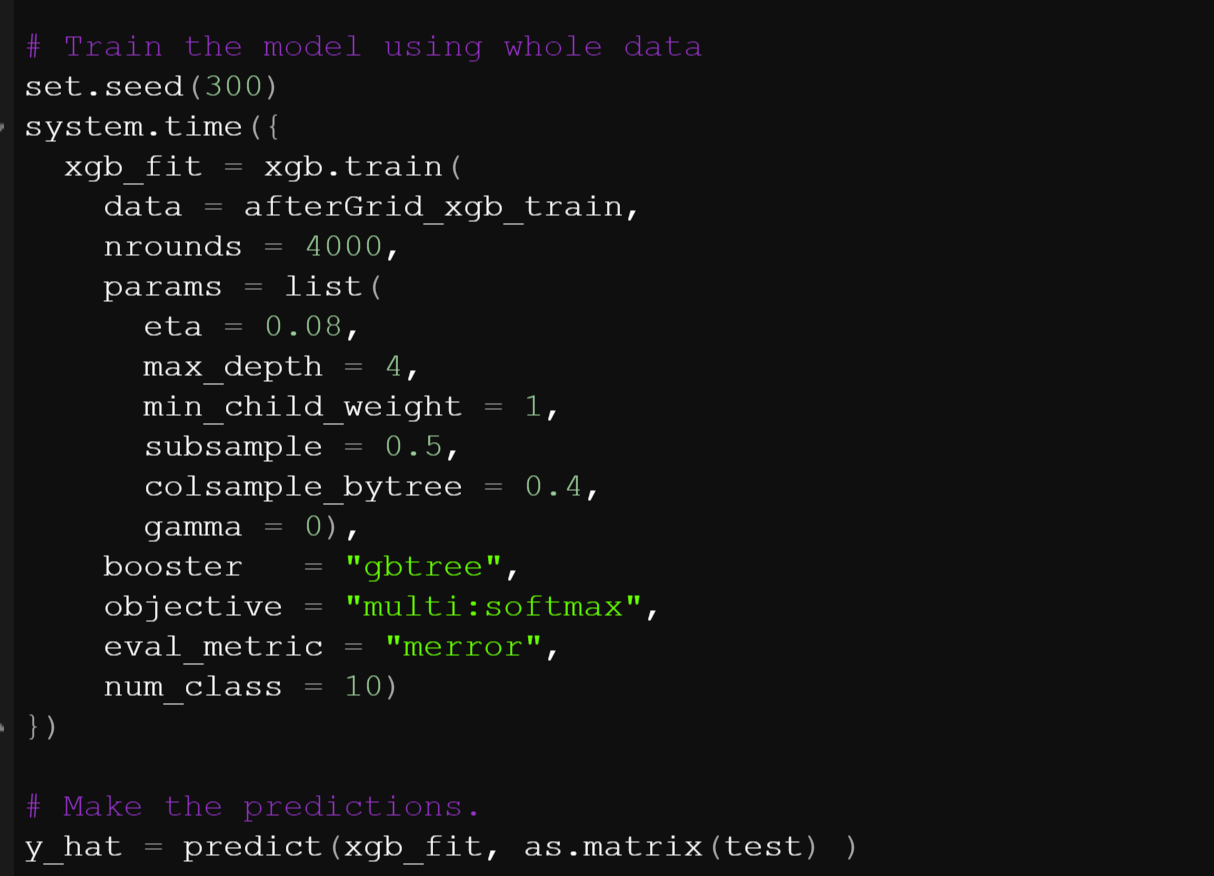 # Train the model using whole data
set.seed(300)
system.time({
  xgb_fit = xgb.train(
    data = afterGrid_xgb_train,
    nrounds = 4000,
    params = list(
      eta = 0.08,
      max_depth = 4,
      min_child_weight = 1,
      subsample = 0.5,
      colsample_bytree = 0.4,
      gamma = 0),
    booster   = "gbtree",
    objective = "multi:softmax",
    eval_metric = "merror",
    num_class = 10)
})
# Make the predictions.
y_hat = predict(xgb_fit, as.matrix(test) )